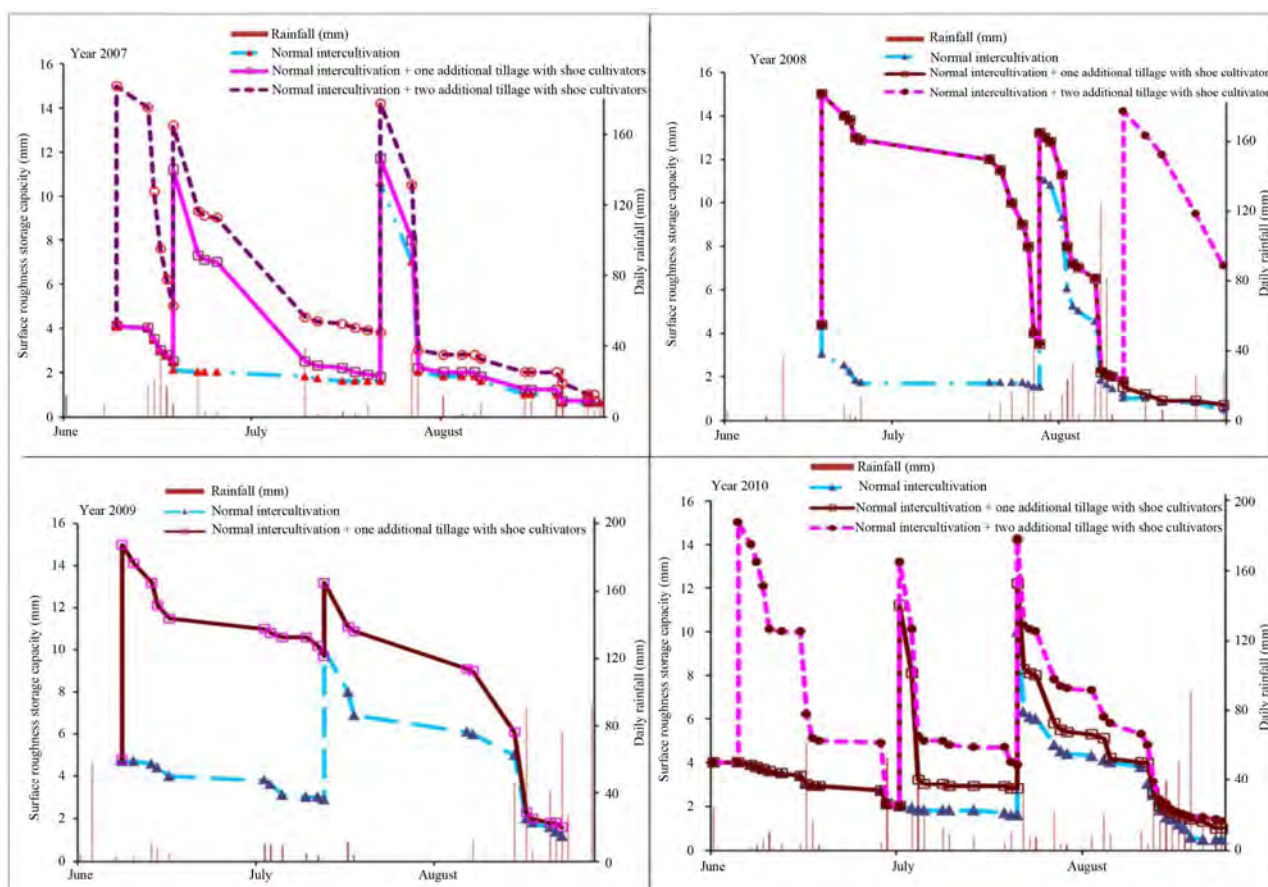 Year 2007
Rainfall (mm)
Normal intercultivation
Normal intercultivation + one additional tillage with shoe cultivators
Normal intercultivation + two additional tillage with shoe cultivators
Surface roughness storage capacity (mm)
16
14
12
10
8
6
4
2
0
160
120
80
40
0
Daily rainfall (mm)
June July August
Year 2008
Rainfall (mm)
Normal intercultivation
Normal intercultivation + one additional tillage with shoe cultivator
Normal intercultivation + two additional tillage with shoe cultivators
Surface roughness storage capacity (mm)
16
14
12
10
8
6
4
2
0
160
120
80
40
0
Daily rainfall (mm)
June July August
Year 2009
Rainfall (mm)
Normal intercultivation
Normal intercultivation + one additional tillage with shoe cultivators
Surface roughness storage capacity (mm)
16
14
12
10
8
6
4
2
0
200
160
120
80
40
0
Daily rainfall (mm)
June July August
Year 2010
Rainfall (mm)
Normal intercultivation
Normal intercultivation + one additional tillage with shoe cultivators
Normal intercultivation + two additional tillage with shoe cultivators
Surface roughness storage capacity (mm)
16
14
12
10
8
6
4
2
0
200
160
120
80
40
0
Daily rainfall (mm)
June July August